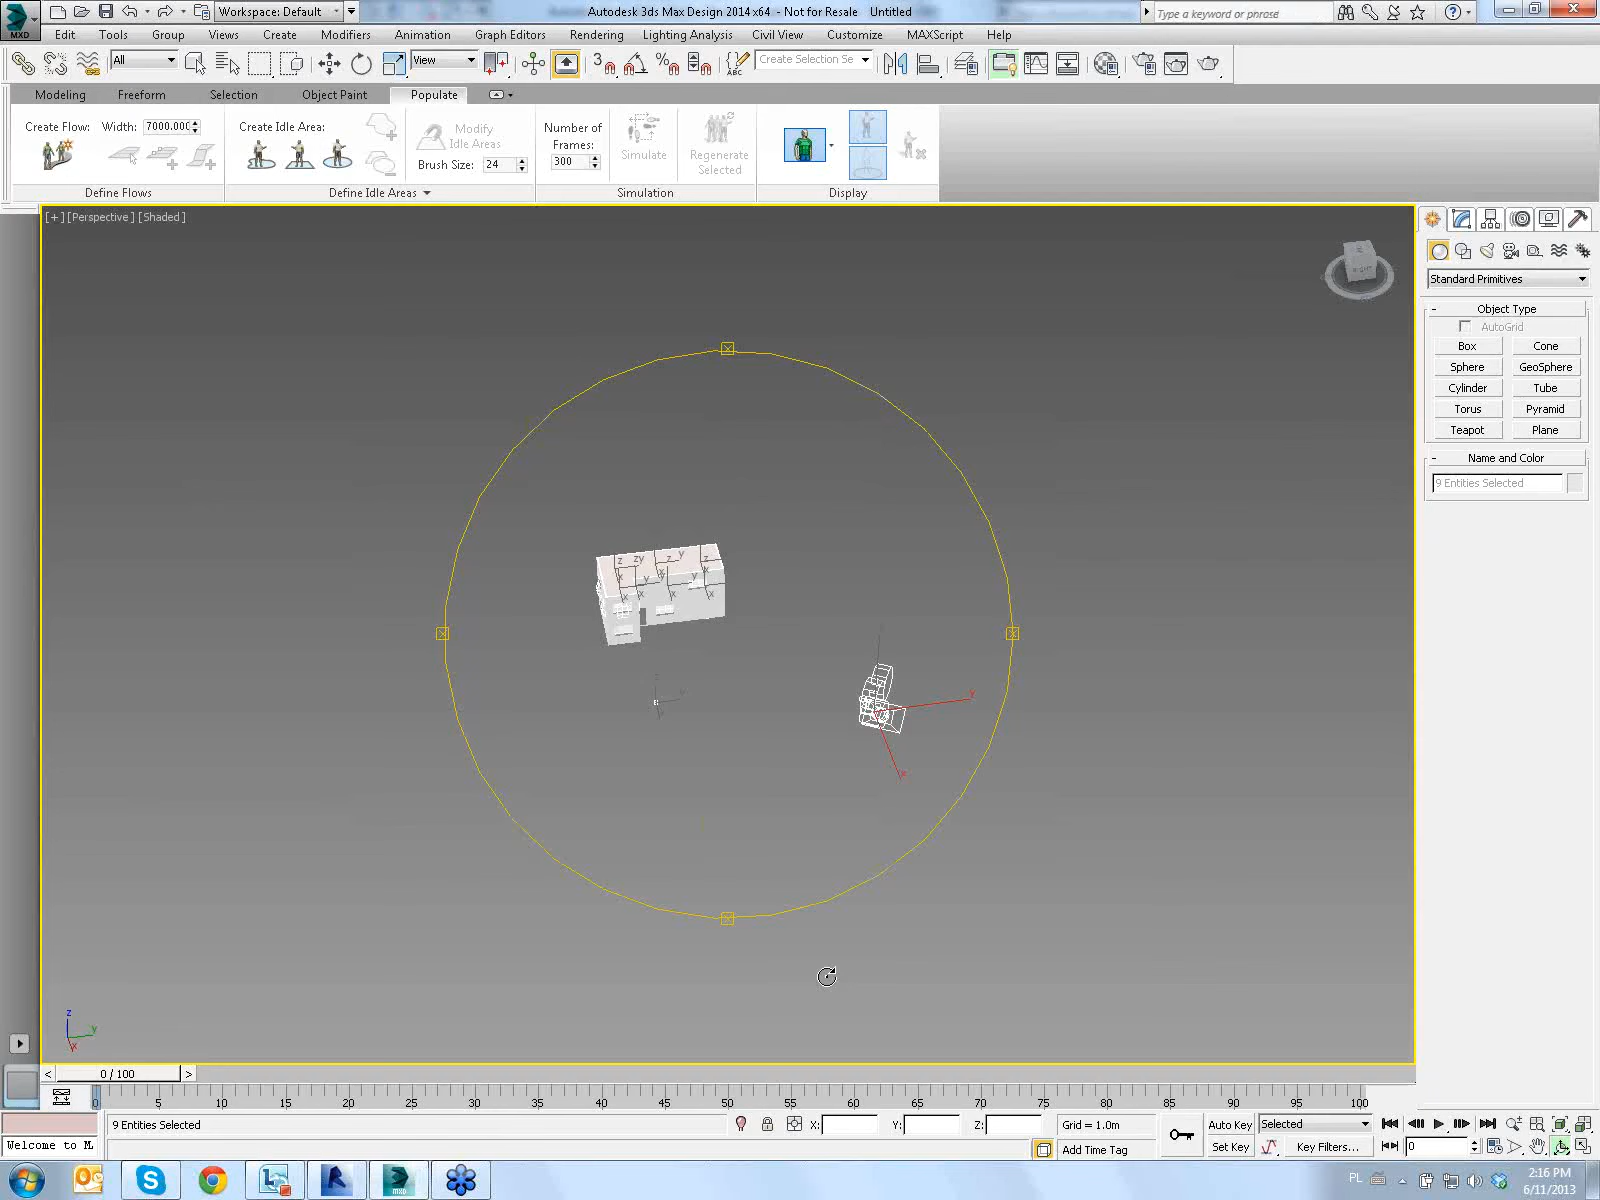 Workspace: Default
Autodesk 3ds Max Design 2014 x64 - Not for Resale Untitled
Type a keyword or phrase
MXD
Edit Tools Group Views Create Modifiers Animation Graph Editors Rendering Lighting Analysis Civil View Customize MAXScript Help
All
View
3
Create Selection Se
Modeling Freeform Selection Object Paint Populate
Create Flow: Width: 7000.000
Create Idle Area:
Modify
Idle Areas
Brush Size: 24
Number of
Frames:
300
Simulate
Regenerate
Selected
Define Flows
Define Idle Areas
Simulation
Display
[+] [Perspective] [Shaded]
Standard Primitives
- Object Type
AutoGrid
Box Cone
Sphere GeoSphere
Cylinder Tube
Torus Pyramid
Teapot Plane
- Name and Color
9 Entities Selected
z zy z y z
x x x
y y y
x x x x
y
x
z
y
x
< 0 / 100 >
0 5 10 15 20 25 30 35 40 45 50 55 60 65 70 75 80 85 90 95 100
9 Entities Selected
X: Y: Z:
Grid = 1.0m
Auto Key
Selected
Welcome to M
Add Time Tag
Set Key
Key Filters...
0
PL
2:16 PM
6/11/2013